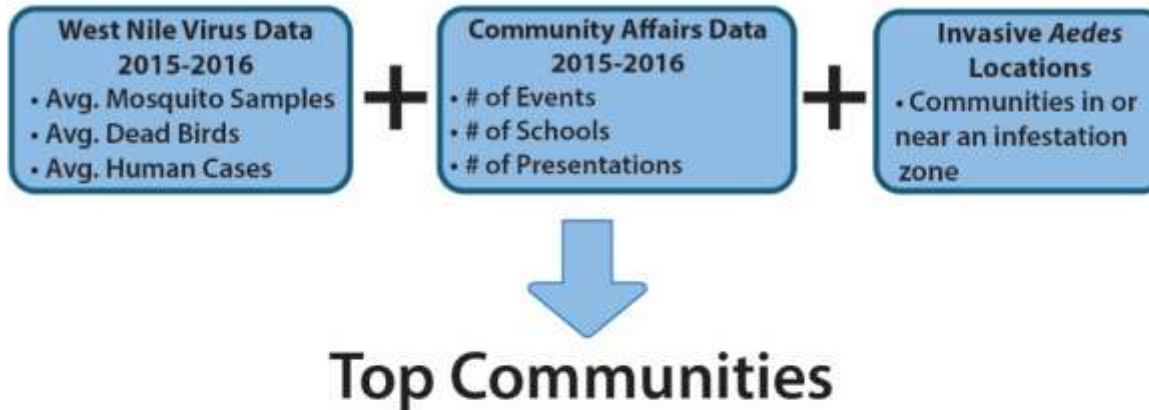 West Nile Virus Data
2015-2016
• Avg. Mosquito Samples
• Avg. Dead Birds
• Avg. Human Cases
+
Community Affairs Data
2015-2016
• # of Events
• # of Schools
• # of Presentations
+
Invasive Aedes
Locations
• Communities in or
near an infestation
zone
Top Communities